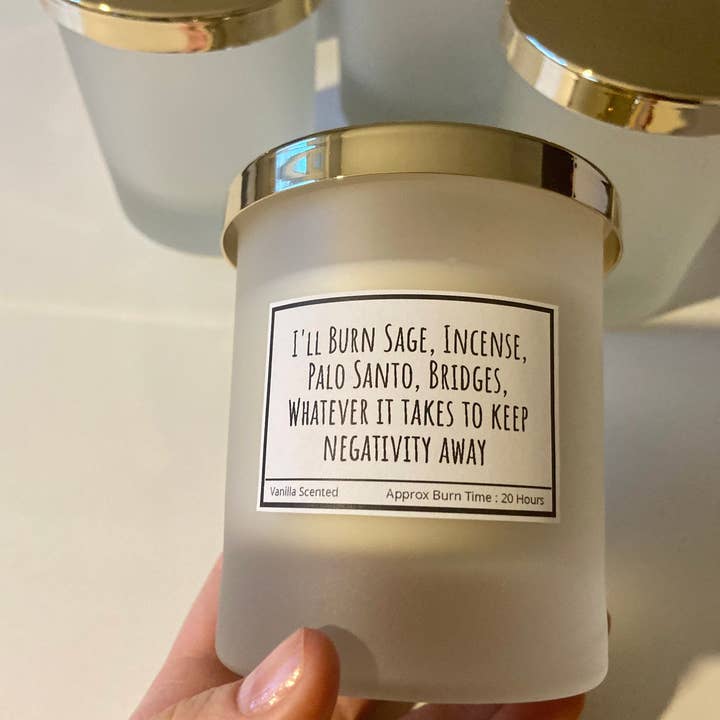 I'll Burn Sage, Incense,
Palo Santo, Bridges,
Whatever it takes to keep
negativity away
Vanilla Scented Approx Burn Time : 20 Hours